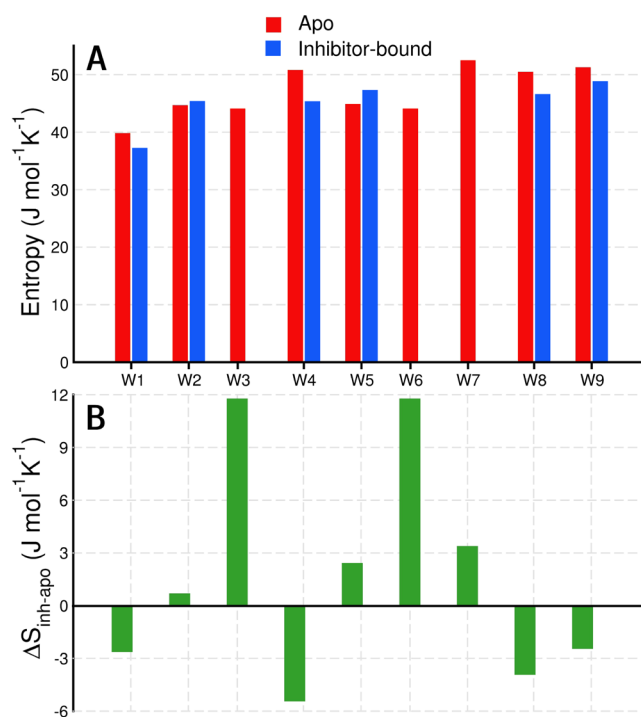 Apo
Inhibitor-bound
A
Entropy (J mol⁻¹K⁻¹)
50
40
30
20
10
0
W1 W2 W3 W4 W5 W6 W7 W8 W9
B
ΔSinh-apo (J mol⁻¹K⁻¹)
12
9
6
3
0
-3
-6